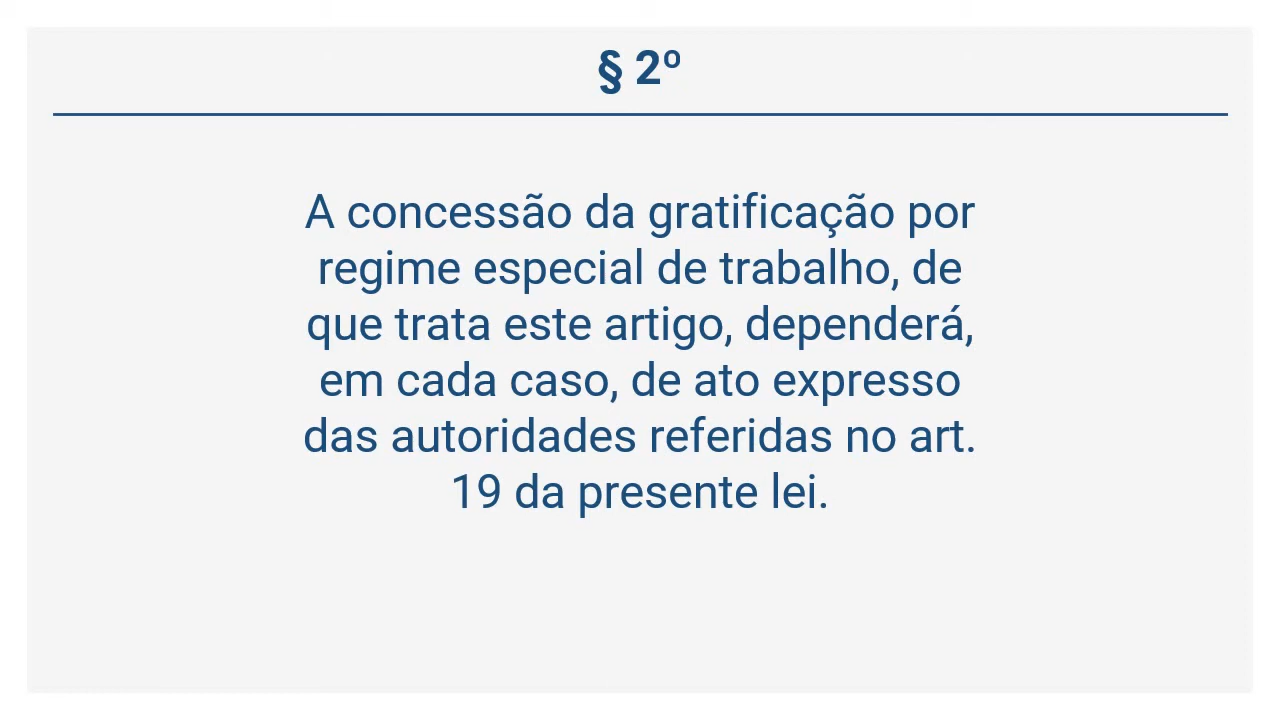 § 2º
A concessão da gratificação por
regime especial de trabalho, de
que trata este artigo, dependerá,
em cada caso, de ato expresso
das autoridades referidas no art.
19 da presente lei.